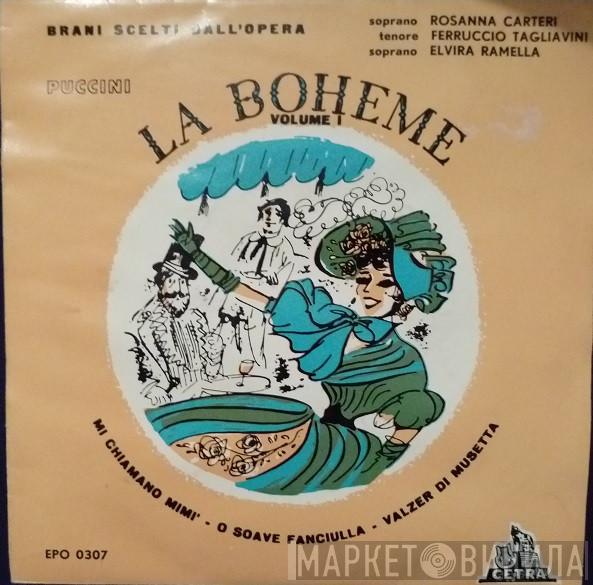 BRANI SCELTI DALL'OPERA
soprano ROSANNA CARTERI
tenore FERRUCCIO TAGLIAVINI
soprano ELVIRA RAMELLA
PUCCINI
LA BOHEME
VOLUME I
MI CHIAMANO MIMI' - O SOAVE FANCIULLA - VALZER DI MUSETTA
EPO 0307
CETRA
МАРКЕТ ВИНИЛА